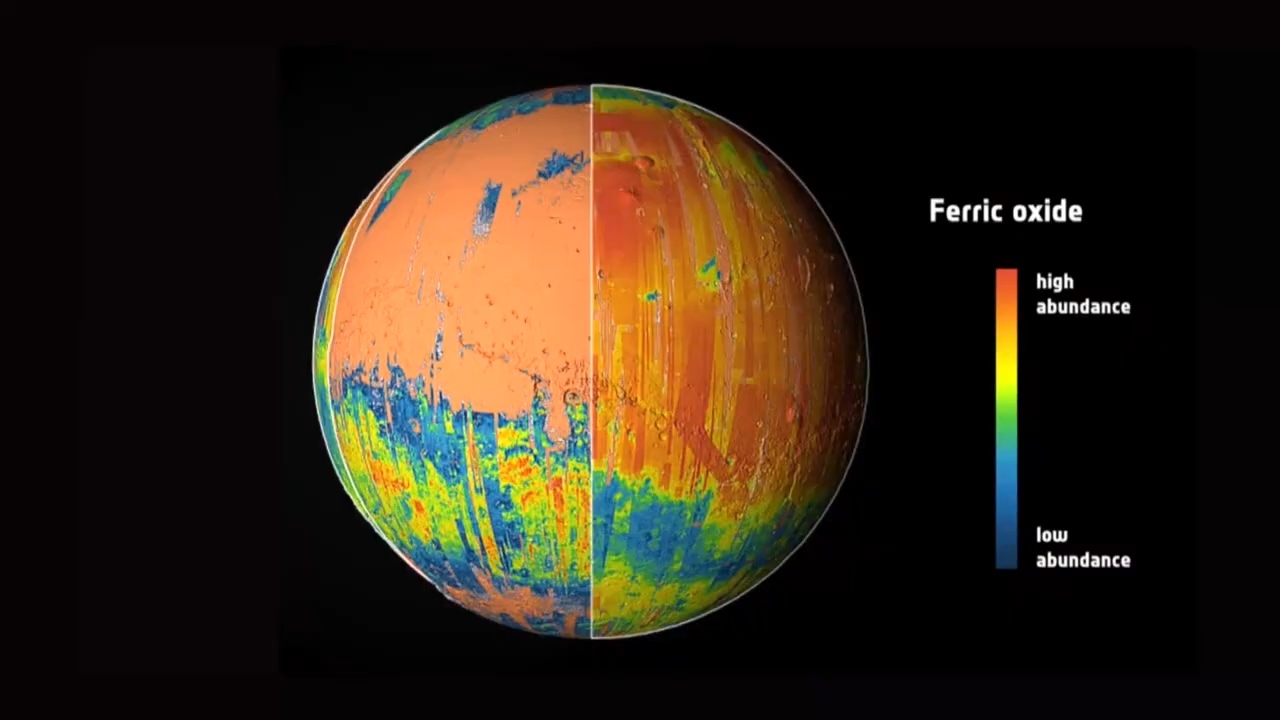 Ferric oxide
high
abundance
low
abundance